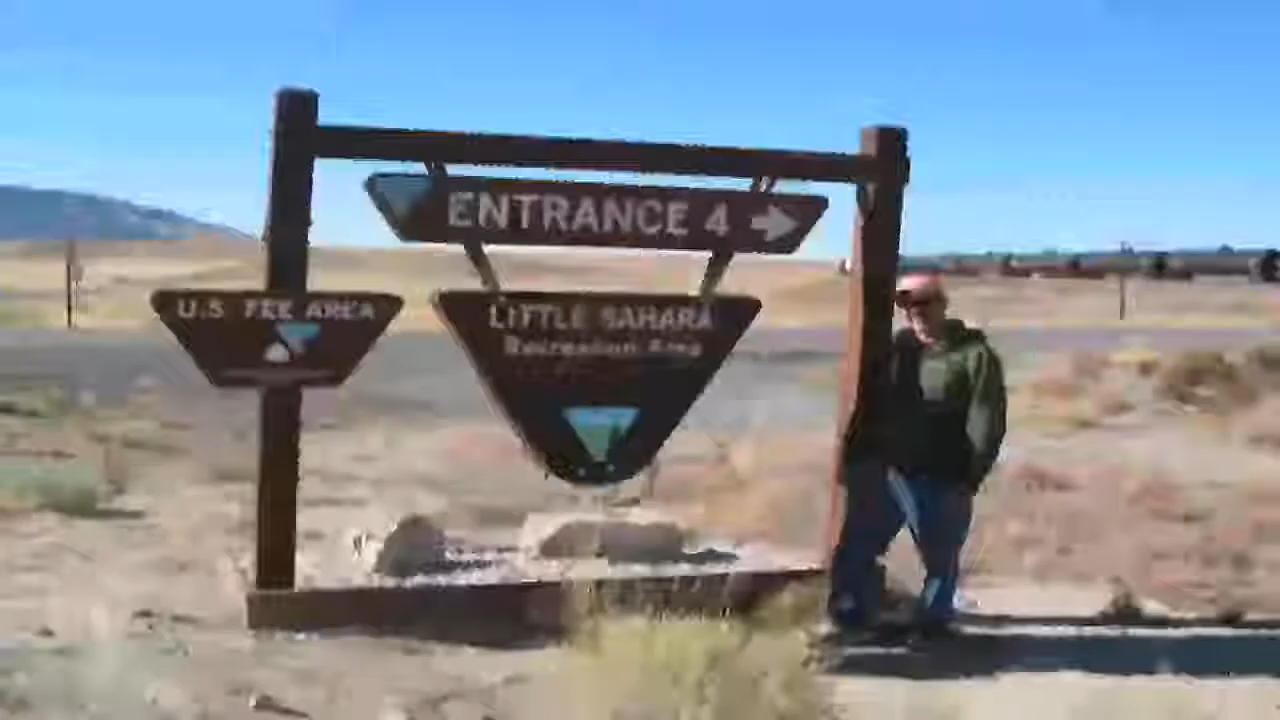 ENTRANCE 4
U.S. FEE AREA
LITTLE SAHARA
Recreation Area